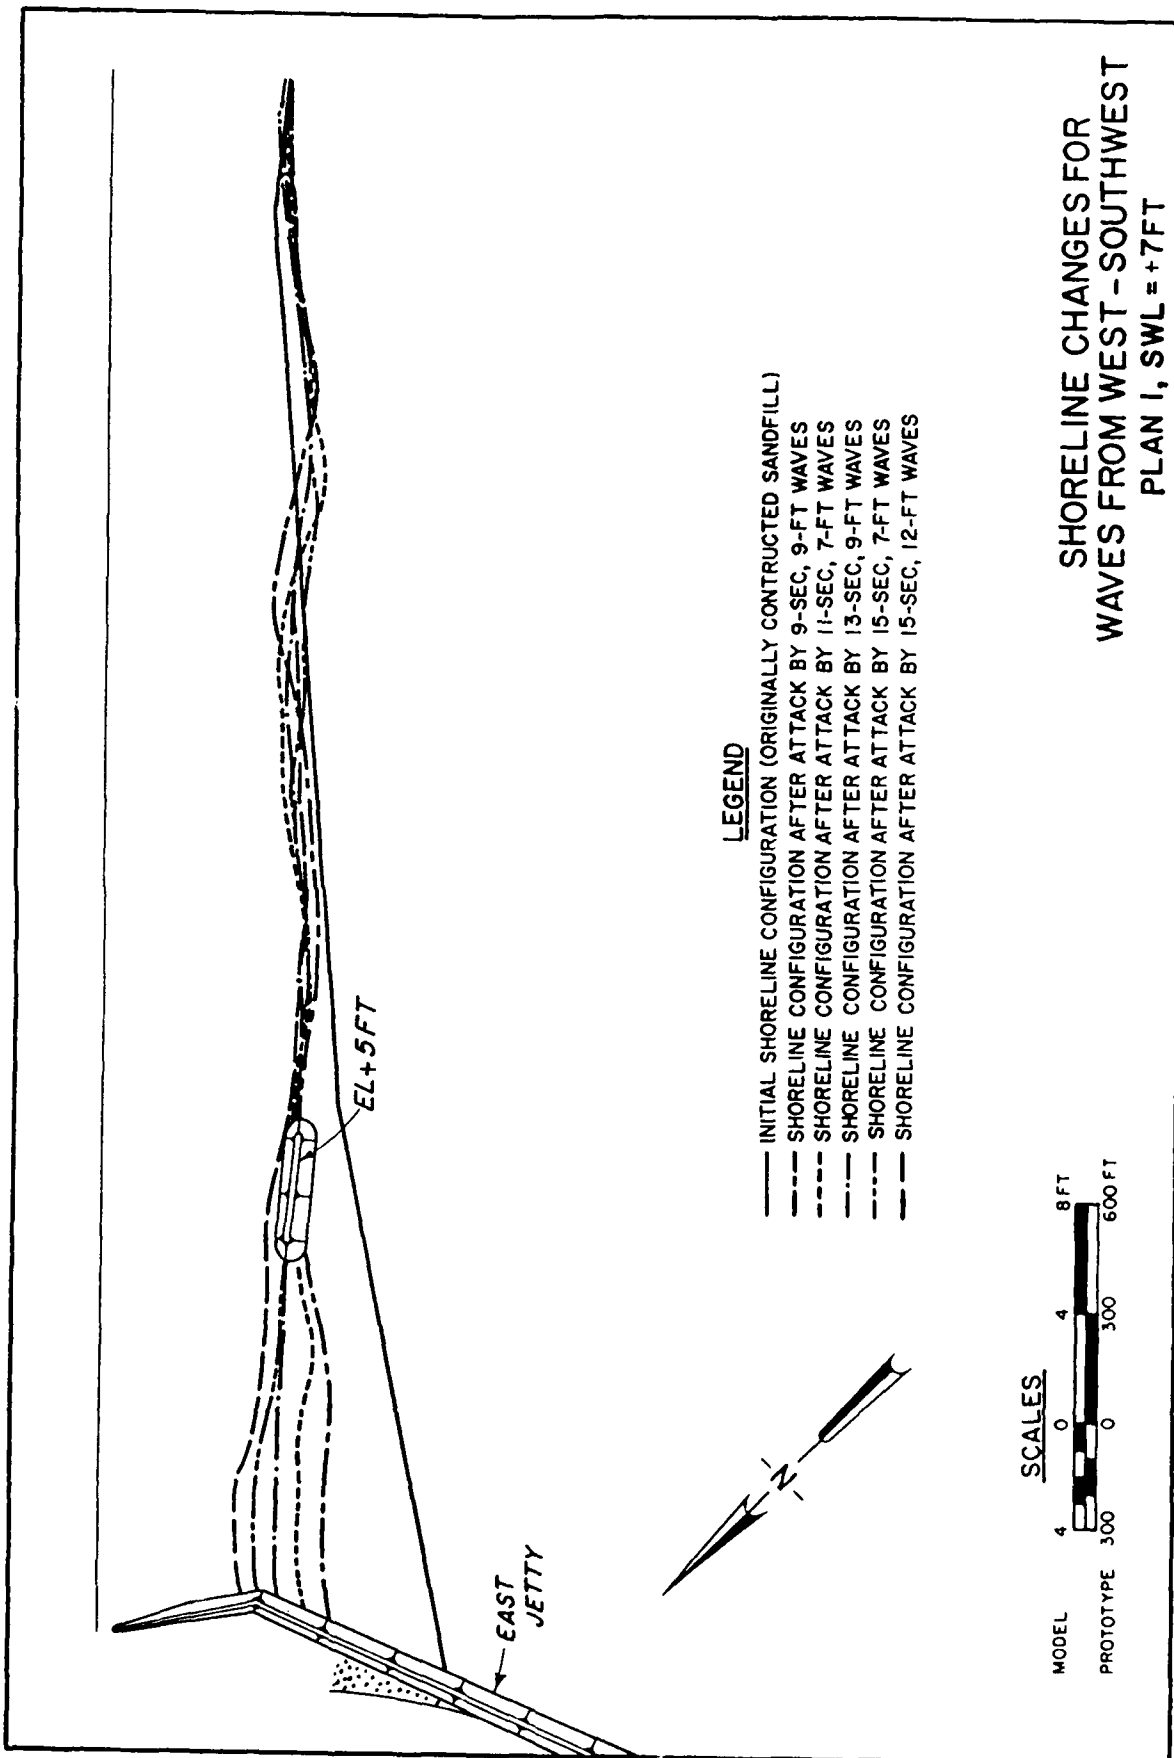 EL+5FT
EAST
JETTY
LEGEND
INITIAL SHORELINE CONFIGURATION (ORIGINALLY CONTRUCTED SANDFILL)
SHORELINE CONFIGURATION AFTER ATTACK BY 9-SEC, 9-FT WAVES
SHORELINE CONFIGURATION AFTER ATTACK BY 11-SEC, 7-FT WAVES
SHORELINE CONFIGURATION AFTER ATTACK BY 13-SEC, 9-FT WAVES
SHORELINE CONFIGURATION AFTER ATTACK BY 15-SEC, 7-FT WAVES
SHORELINE CONFIGURATION AFTER ATTACK BY 15-SEC, 12-FT WAVES
N
SCALES
MODEL 4 0 4 8FT
PROTOTYPE 300 0 300 600FT
SHORELINE CHANGES FOR
WAVES FROM WEST-SOUTHWEST
PLAN 1, SWL=+7FT